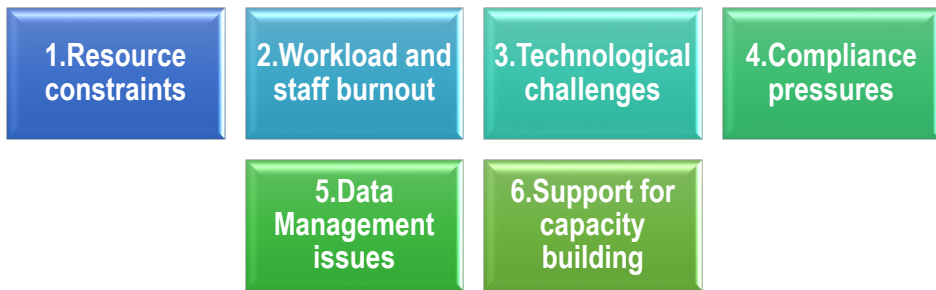 1.Resource
constraints
2.Workload and
staff burnout
3.Technological
challenges
4.Compliance
pressures
5.Data
Management
issues
6.Support for
capacity
building